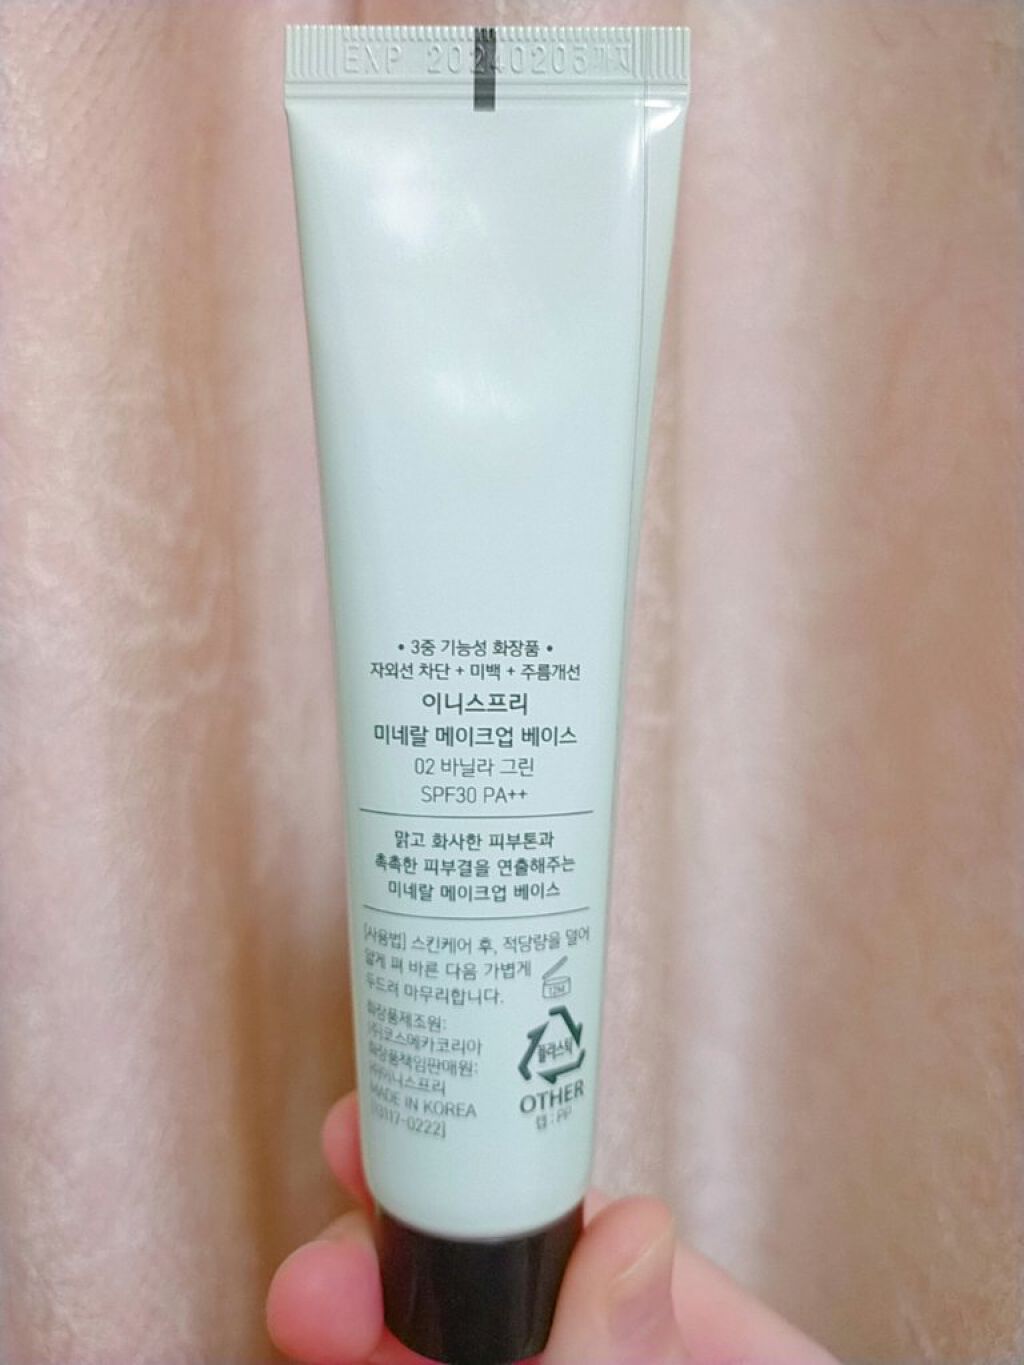 EXP 20240203까지
• 3중 기능성 화장품 •
자외선 차단 + 미백 + 주름개선
이니스프리
미네랄 메이크업 베이스
02 바닐라 그린
SPF30 PA++
맑고 화사한 피부톤과
촉촉한 피부결을 연출해주는
미네랄 메이크업 베이스
[사용법] 스킨케어 후, 적당량을 덜어
얇게 펴 바른 다음 가볍게
두드려 마무리합니다.
12M
화장품제조원:
(주)코스메카코리아
화장품책임판매원:
(주)이니스프리
MADE IN KOREA
플라스틱
OTHER
캡 : PP